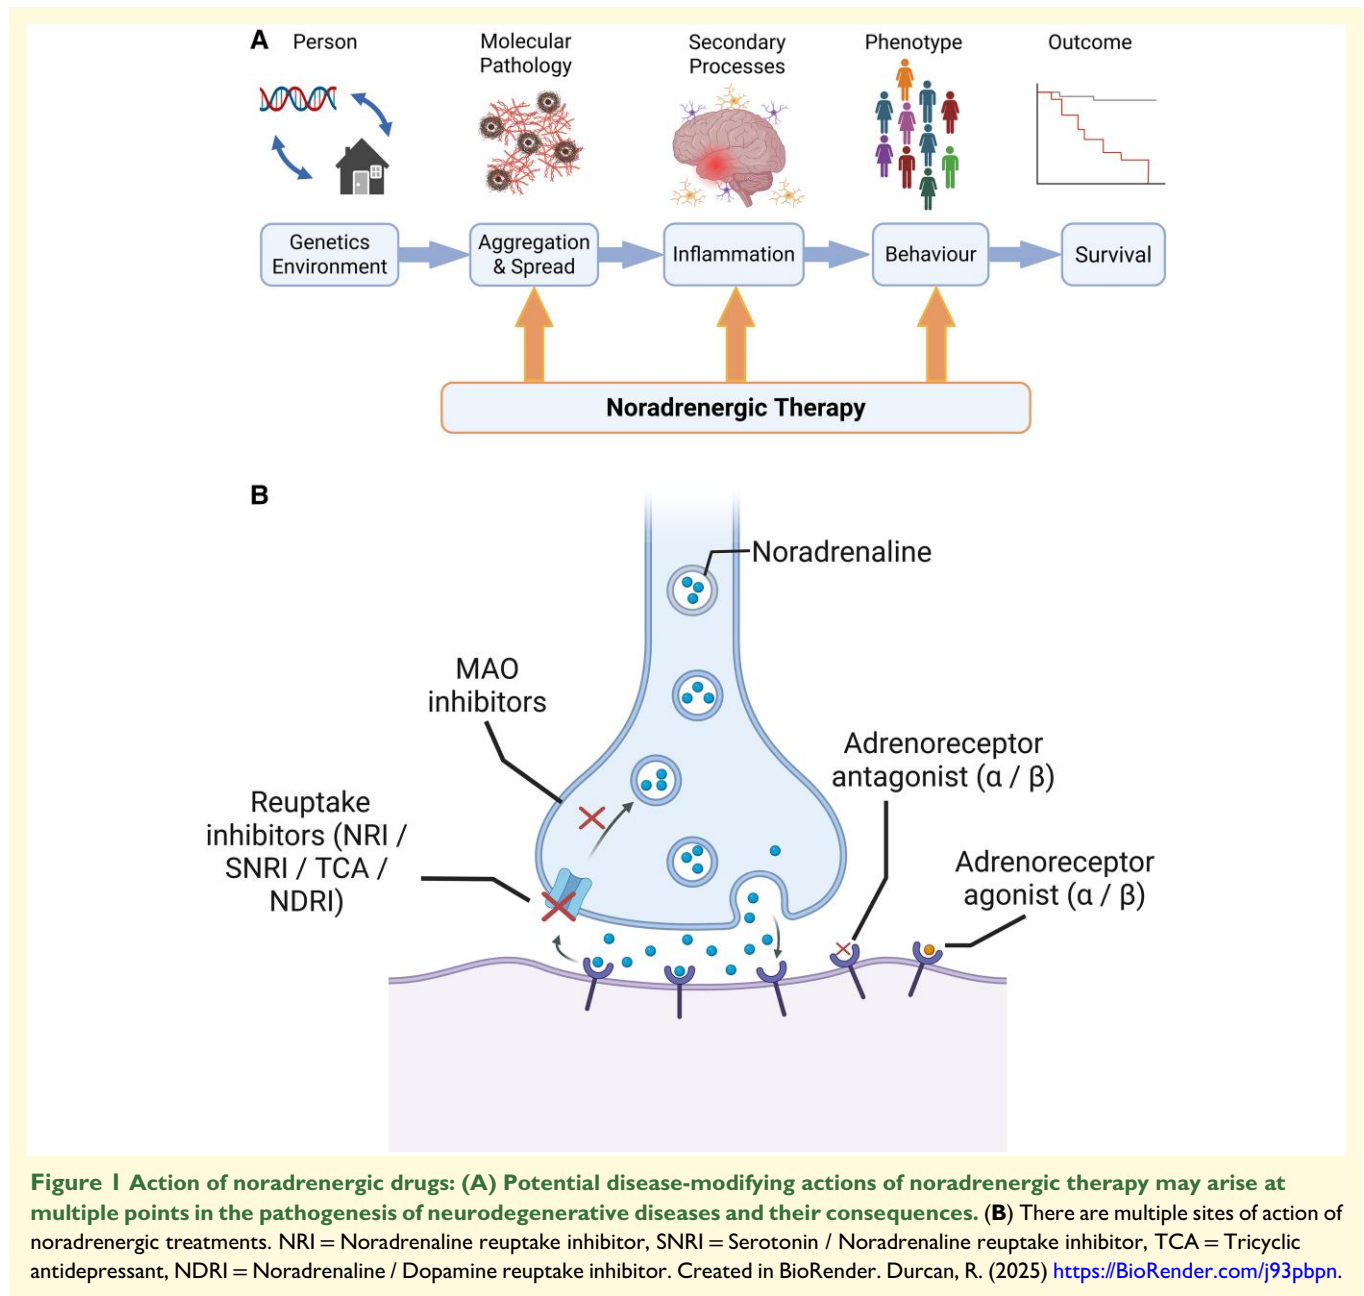 A
Person
Molecular
Pathology
Secondary
Processes
Phenotype
Outcome
Genetics
Environment
Aggregation
& Spread
Inflammation
Behaviour
Survival
Noradrenergic Therapy
B
Noradrenaline
MAO
inhibitors
Adrenoreceptor
antagonist (α / β)
Reuptake
inhibitors (NRI /
SNRI / TCA /
NDRI)
Adrenoreceptor
agonist (α / β)
Figure 1 Action of noradrenergic drugs: (A) Potential disease-modifying actions of noradrenergic therapy may arise at
multiple points in the pathogenesis of neurodegenerative diseases and their consequences. (B) There are multiple sites of action of
noradrenergic treatments. NRI = Noradrenaline reuptake inhibitor, SNRI = Serotonin / Noradrenaline reuptake inhibitor, TCA = Tricyclic
antidepressant, NDRI = Noradrenaline / Dopamine reuptake inhibitor. Created in BioRender. Durcan, R. (2025) https://BioRender.com/j93pbpn.